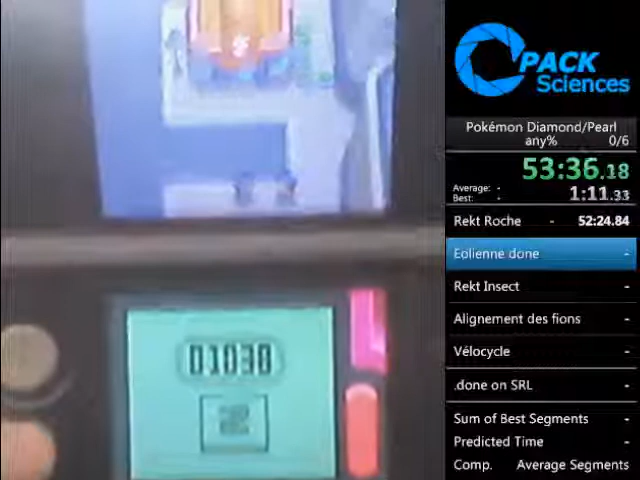 PACK
Sciences
Pokémon Diamond/Pearl
any% 0/6
53:36.18
Average: -
Best: -
1:11.33
Rekt Roche - 52:24.84
Eolienne done -
Rekt Insect -
Alignement des fions -
Vélocycle -
.done on SRL -
Sum of Best Segments -
Predicted Time -
Comp. Average Segments
01038